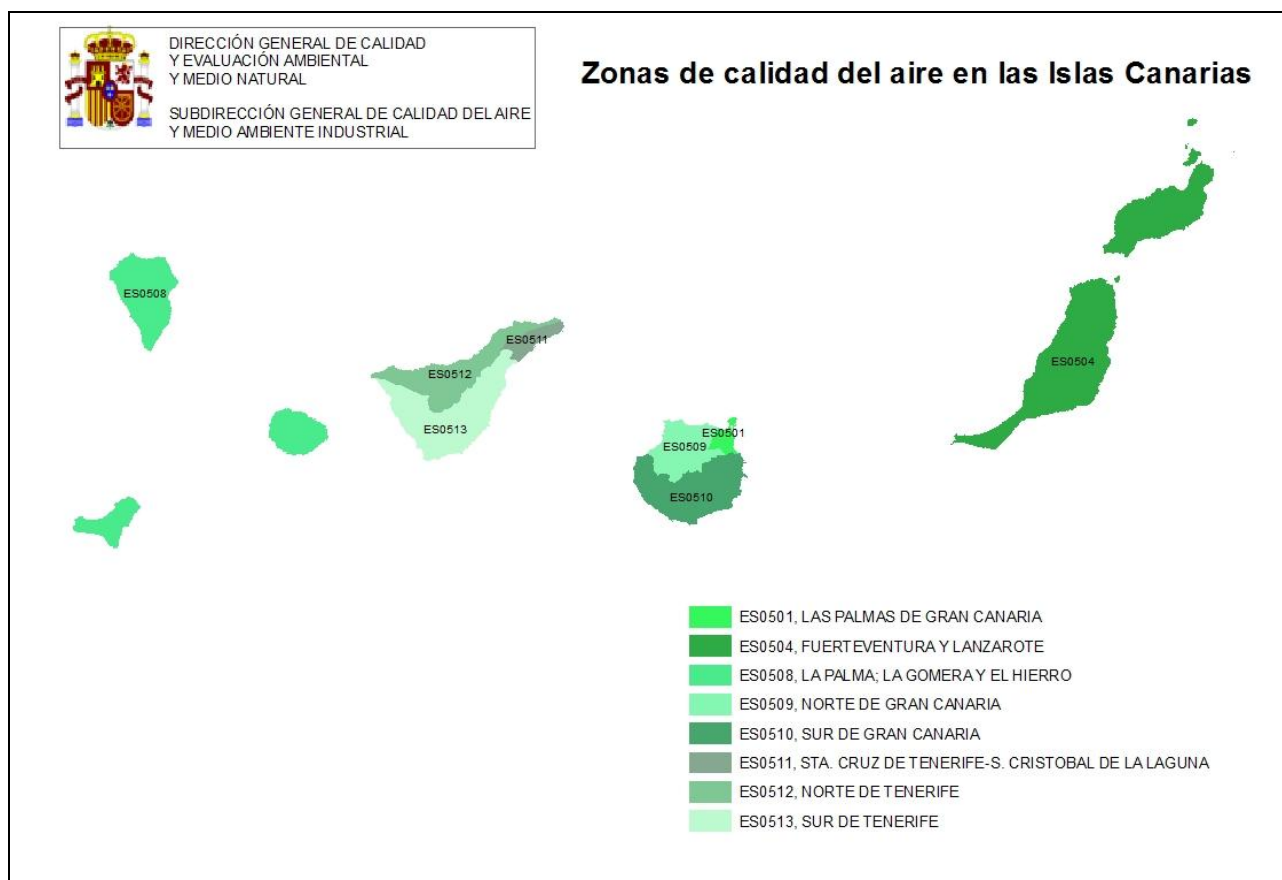 DIRECCIÓN GENERAL DE CALIDAD
Y EVALUACIÓN AMBIENTAL
Y MEDIO NATURAL
SUBDIRECCIÓN GENERAL DE CALIDAD DEL AIRE
Y MEDIO AMBIENTE INDUSTRIAL
Zonas de calidad del aire en las Islas Canarias
ES0508
ES0511
ES0512
ES0504
ES0513
ES0501
ES0509
ES0510
ES0501, LAS PALMAS DE GRAN CANARIA
ES0504, FUERTEVENTURA Y LANZAROTE
ES0508, LA PALMA; LA GOMERA Y EL HIERRO
ES0509, NORTE DE GRAN CANARIA
ES0510, SUR DE GRAN CANARIA
ES0511, STA. CRUZ DE TENERIFE-S. CRISTOBAL DE LA LAGUNA
ES0512, NORTE DE TENERIFE
ES0513, SUR DE TENERIFE